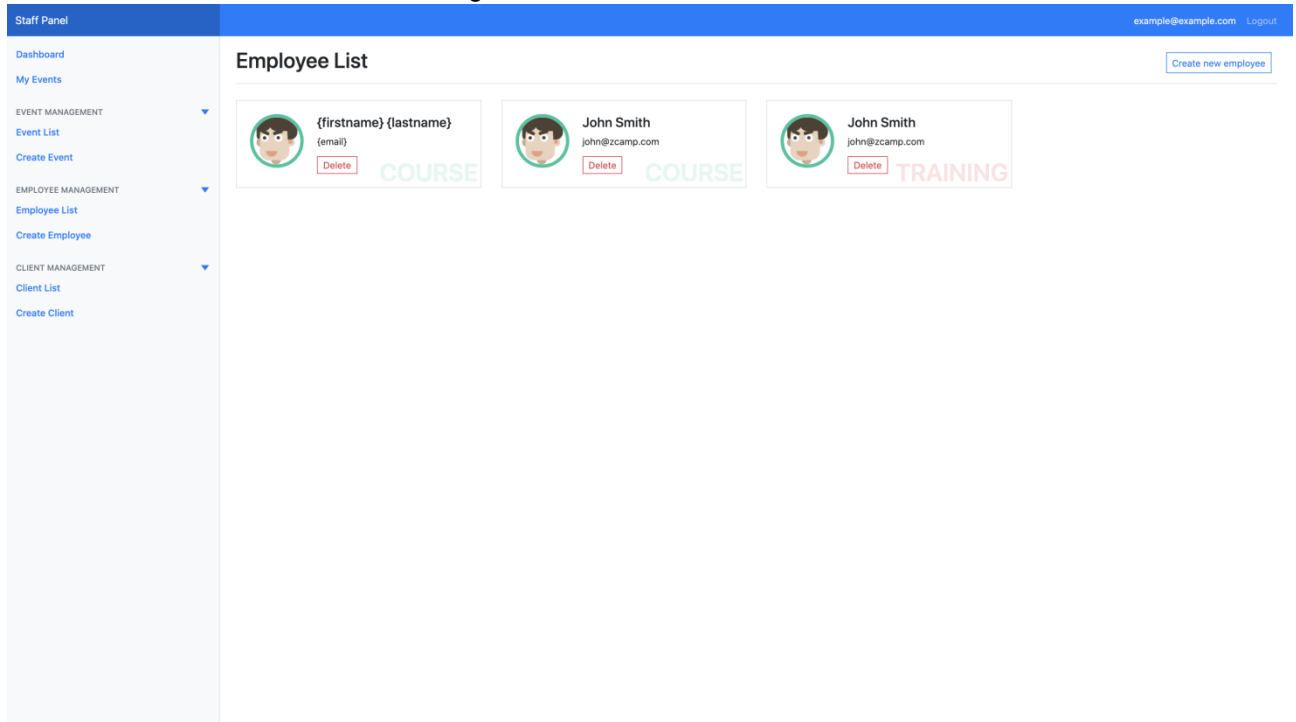 Staff Panel
example@example.com Logout
Dashboard
My Events
EVENT MANAGEMENT
Event List
Create Event
EMPLOYEE MANAGEMENT
Employee List
Create Employee
CLIENT MANAGEMENT
Client List
Create Client
Employee List
Create new employee
{firstname} {lastname}
{email}
Delete
COURSE
John Smith
john@zcamp.com
Delete
COURSE
John Smith
john@zcamp.com
Delete
TRAINING